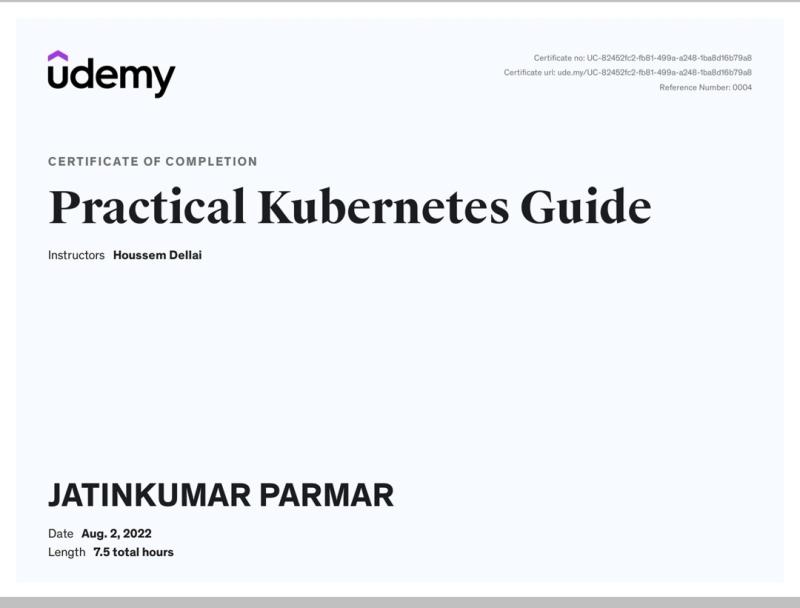 udemy
Certificate no: UC-82452fc2-fb81-499a-a248-1ba8d16b79a8
Certificate url: ude.my/UC-82452fc2-fb81-499a-a248-1ba8d16b79a8
Reference Number: 0004
CERTIFICATE OF COMPLETION
Practical Kubernetes Guide
Instructors Houssem Dellai
JATINKUMAR PARMAR
Date Aug. 2, 2022
Length 7.5 total hours